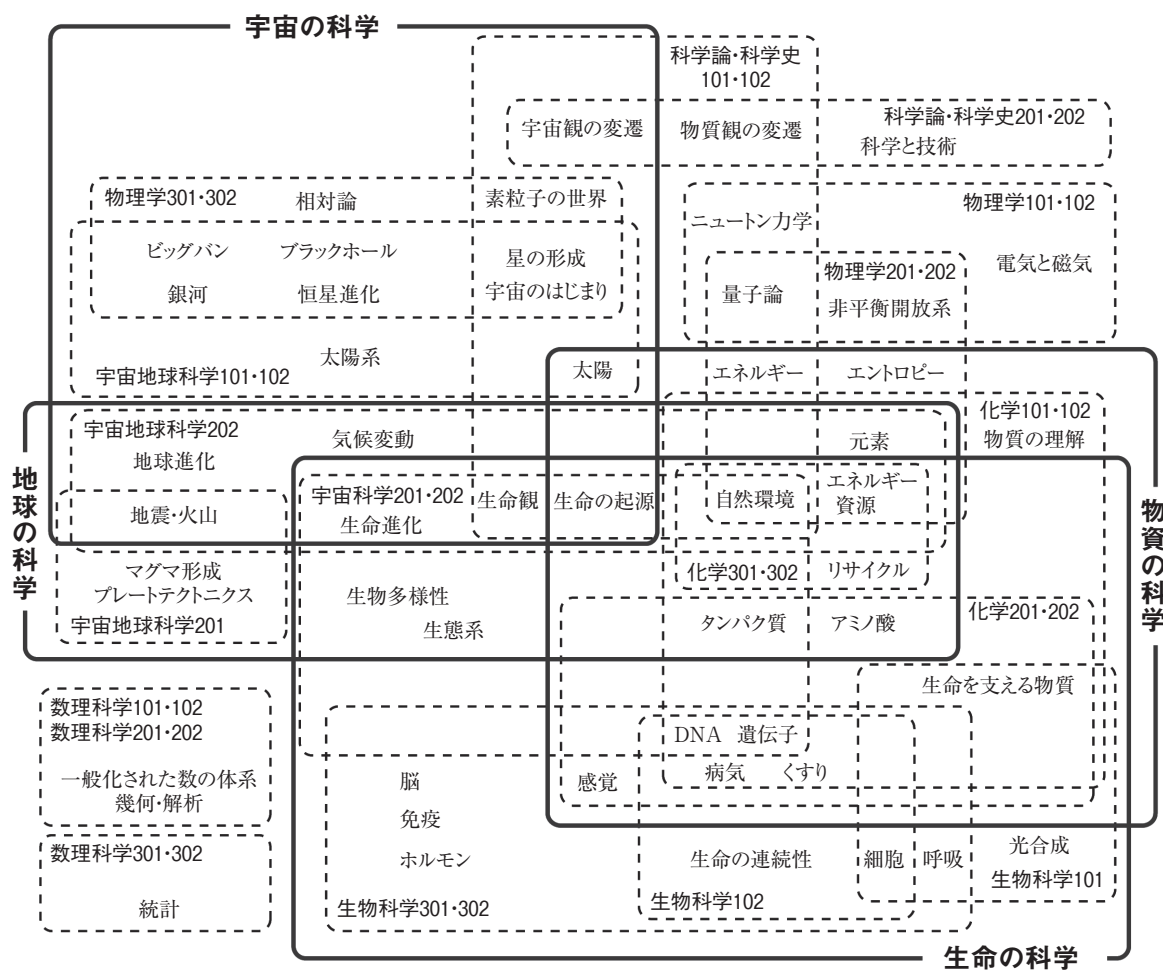 宇宙の科学
科学論・科学史
101・102
宇宙観の変遷
物質観の変遷
科学論・科学史201・202
科学と技術
物理学301・302
相対論
素粒子の世界
ビッグバン
ブラックホール
星の形成
銀河
恒星進化
宇宙のはじまり
太陽系
宇宙地球科学101・102
太陽
物理学101・102
ニュートン力学
物理学201・202
電気と磁気
量子論
非平衡開放系
エネルギー
エントロピー
化学101・102
物質の理解
地球の科学
宇宙地球科学202
気候変動
元素
地球進化
宇宙科学201・202
生命観
生命の起源
自然環境
エネルギー
資源
地震・火山
生命進化
物資の科学
マグマ形成
プレートテクトニクス
宇宙地球科学201
化学301・302
リサイクル
生物多様性
生態系
タンパク質
アミノ酸
化学201・202
生命を支える物質
数理科学101・102
数理科学201・202
一般化された数の体系
幾何・解析
DNA 遺伝子
脳
感覚
病気
くすり
免疫
ホルモン
数理科学301・302
統計
生命の連続性
細胞
呼吸
光合成
生物科学101
生物科学301・302
生物科学102
生命の科学